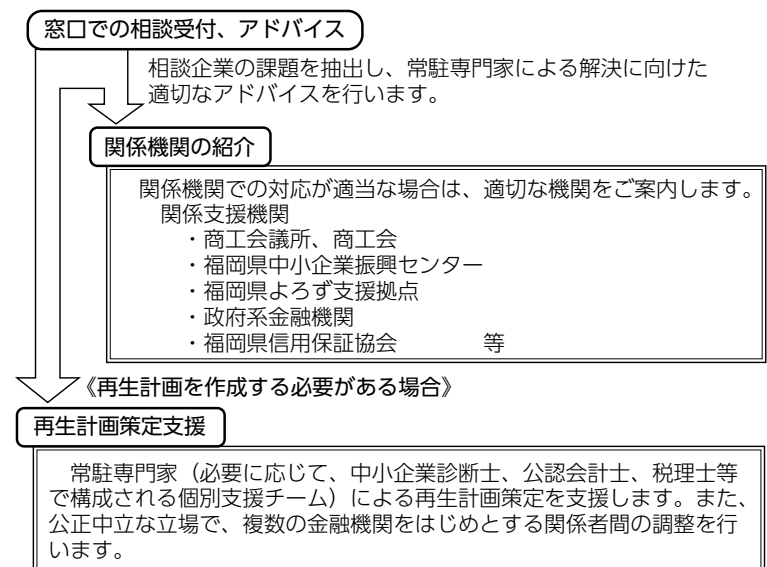 窓口での相談受付、アドバイス
相談企業の課題を抽出し、常駐専門家による解決に向けた
適切なアドバイスを行います。
関係機関の紹介
関係機関での対応が適当な場合は、適切な機関をご案内します。
関係支援機関
・商工会議所、商工会
・福岡県中小企業振興センター
・福岡県よろず支援拠点
・政府系金融機関
・福岡県信用保証協会　　　　等
《再生計画を作成する必要がある場合》
再生計画策定支援
常駐専門家（必要に応じて、中小企業診断士、公認会計士、税理士等
で構成される個別支援チーム）による再生計画策定を支援します。また、
公正中立な立場で、複数の金融機関をはじめとする関係者間の調整を行
います。